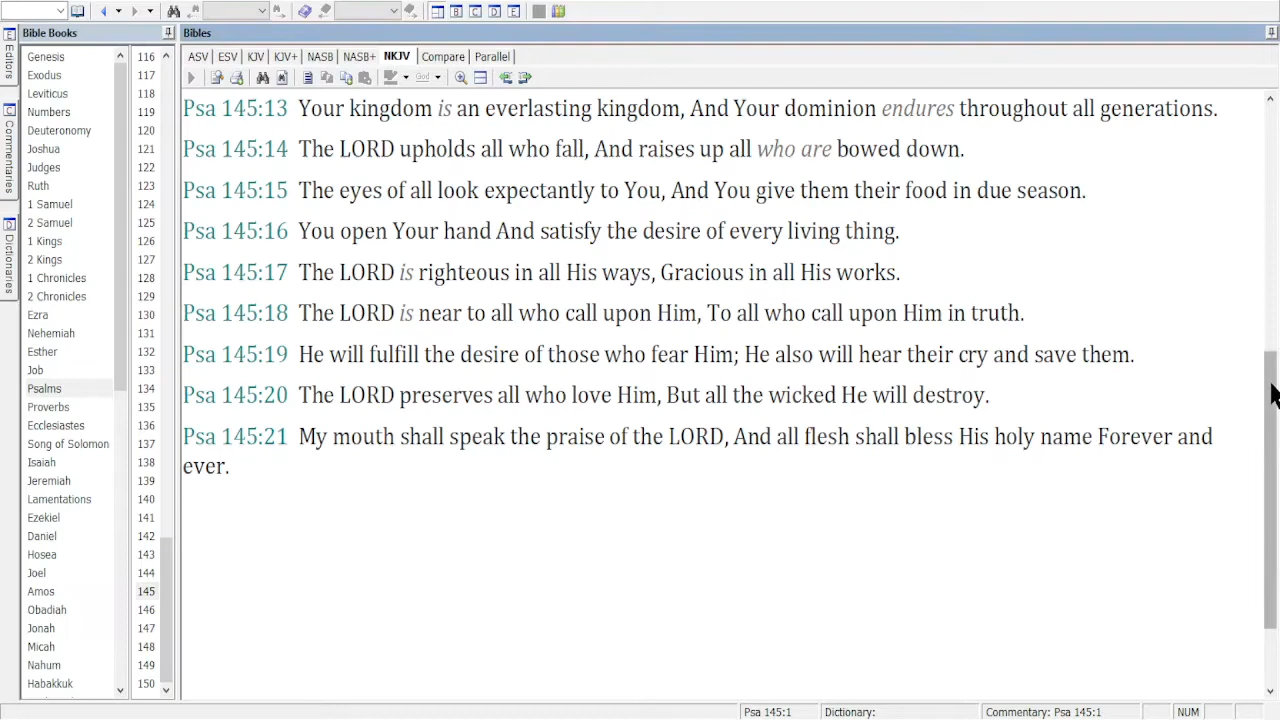 Bible Books
Bibles
Editors
Commentaries
Dictionaries
Genesis
Exodus
Leviticus
Numbers
Deuteronomy
Joshua
Judges
Ruth
1 Samuel
2 Samuel
1 Kings
2 Kings
1 Chronicles
2 Chronicles
Ezra
Nehemiah
Esther
Job
Psalms
Proverbs
Ecclesiastes
Song of Solomon
Isaiah
Jeremiah
Lamentations
Ezekiel
Daniel
Hosea
Joel
Amos
Obadiah
Jonah
Micah
Nahum
Habakkuk
116
117
118
119
120
121
122
123
124
125
126
127
128
129
130
131
132
133
134
135
136
137
138
139
140
141
142
143
144
145
146
147
148
149
150
ASV ESV KJV KJV+ NASB NASB+ NKJV Compare Parallel
God
Psa 145:13 Your kingdom is an everlasting kingdom, And Your dominion endures throughout all generations.
Psa 145:14 The LORD upholds all who fall, And raises up all who are bowed down.
Psa 145:15 The eyes of all look expectantly to You, And You give them their food in due season.
Psa 145:16 You open Your hand And satisfy the desire of every living thing.
Psa 145:17 The LORD is righteous in all His ways, Gracious in all His works.
Psa 145:18 The LORD is near to all who call upon Him, To all who call upon Him in truth.
Psa 145:19 He will fulfill the desire of those who fear Him; He also will hear their cry and save them.
Psa 145:20 The LORD preserves all who love Him, But all the wicked He will destroy.
Psa 145:21 My mouth shall speak the praise of the LORD, And all flesh shall bless His holy name Forever and
ever.
Psa 145:1 Dictionary: Commentary: Psa 145:1 NUM